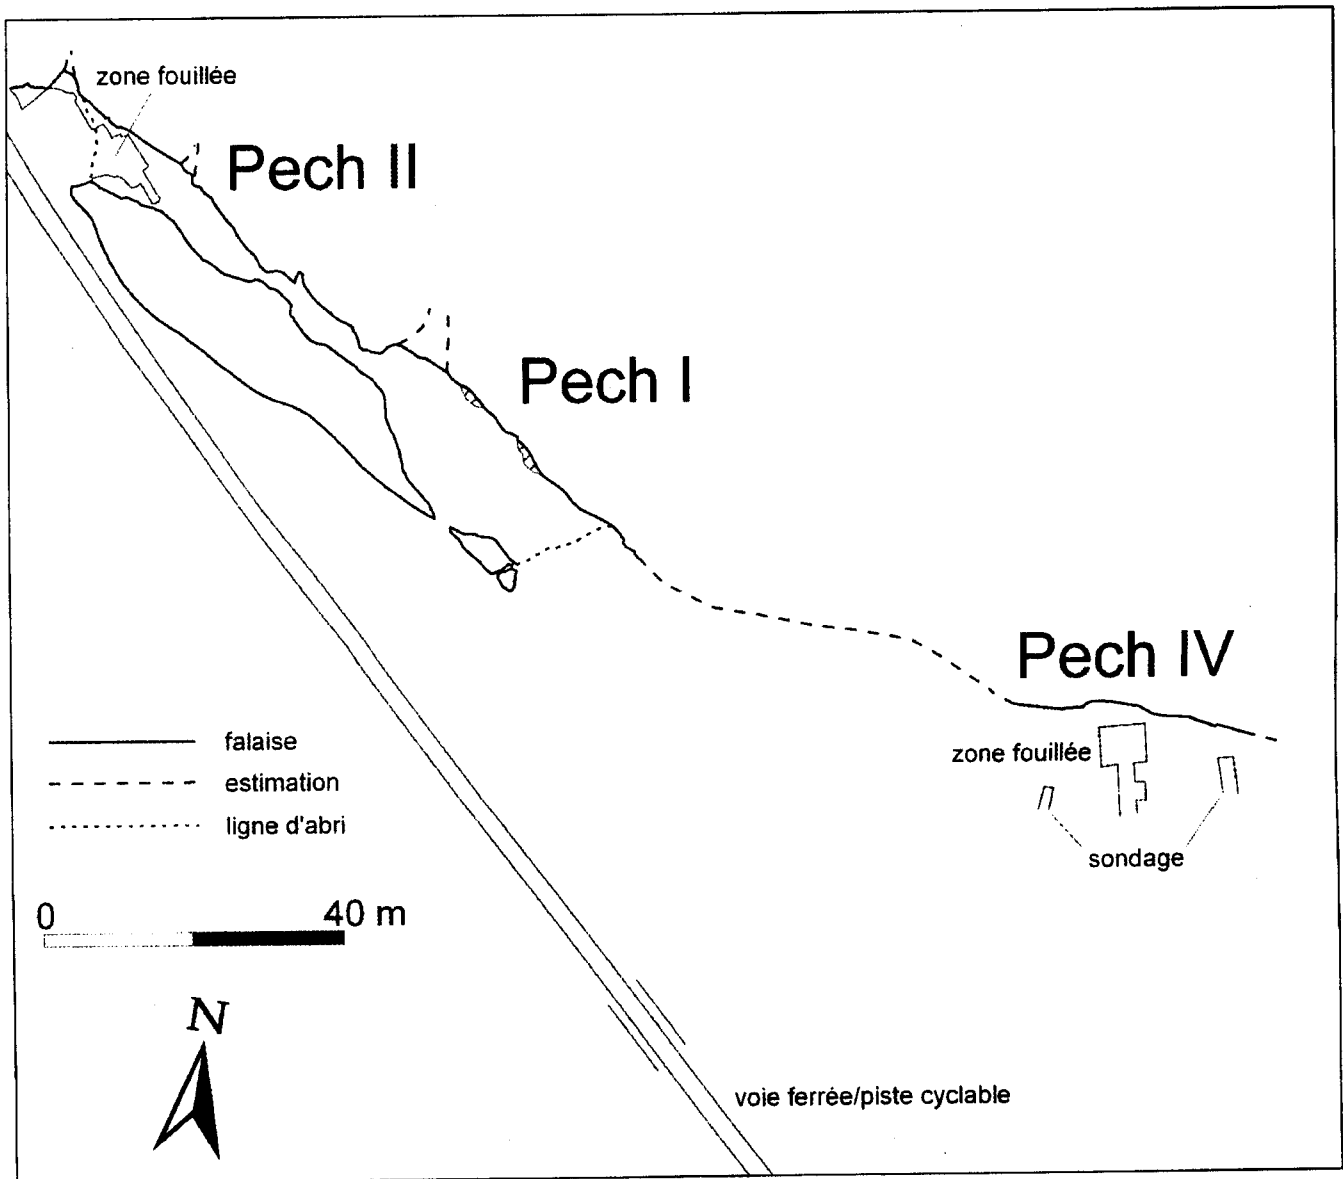 zone fouillée
Pech II
Pech I
Pech IV
zone fouillée
sondage
falaise
estimation
ligne d'abri
0 40 m
N
voie ferrée/piste cyclable